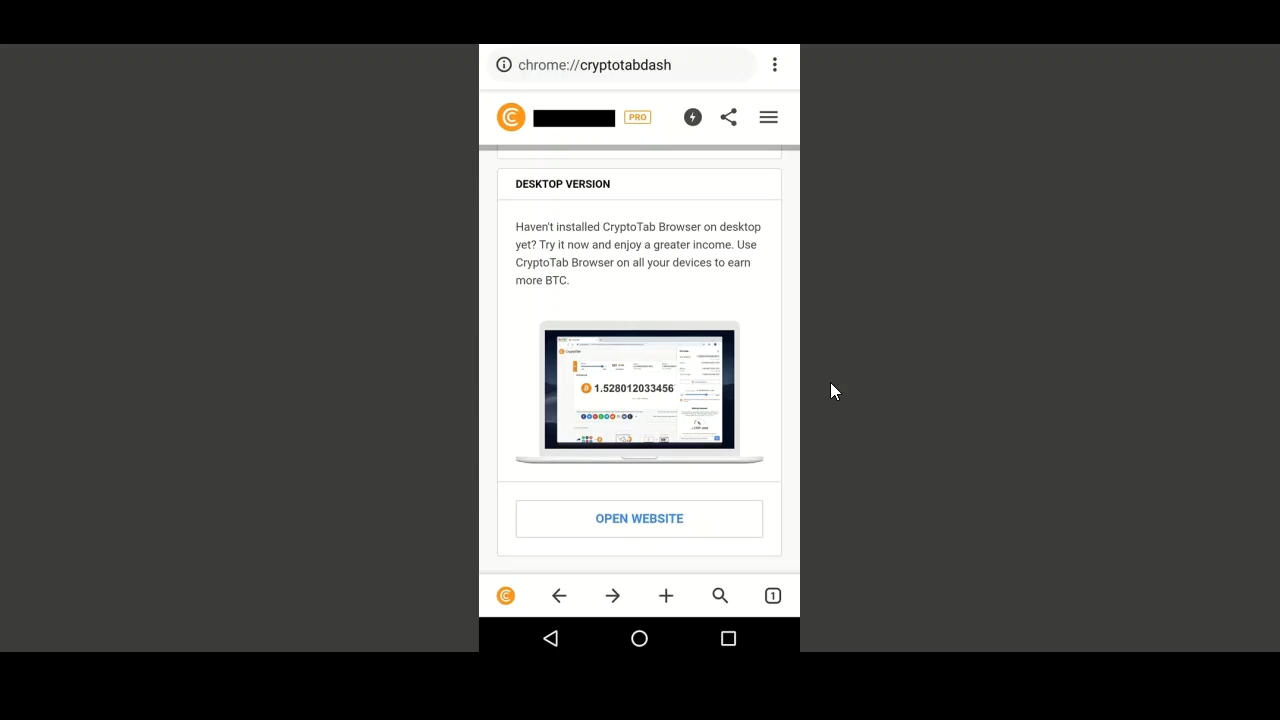 chrome://cryptotabdash
PRO
DESKTOP VERSION
Haven't installed CryptoTab Browser on desktop
yet? Try it now and enjoy a greater income. Use
CryptoTab Browser on all your devices to earn
more BTC.
CryptoTab
1.528012033456
OPEN WEBSITE
1